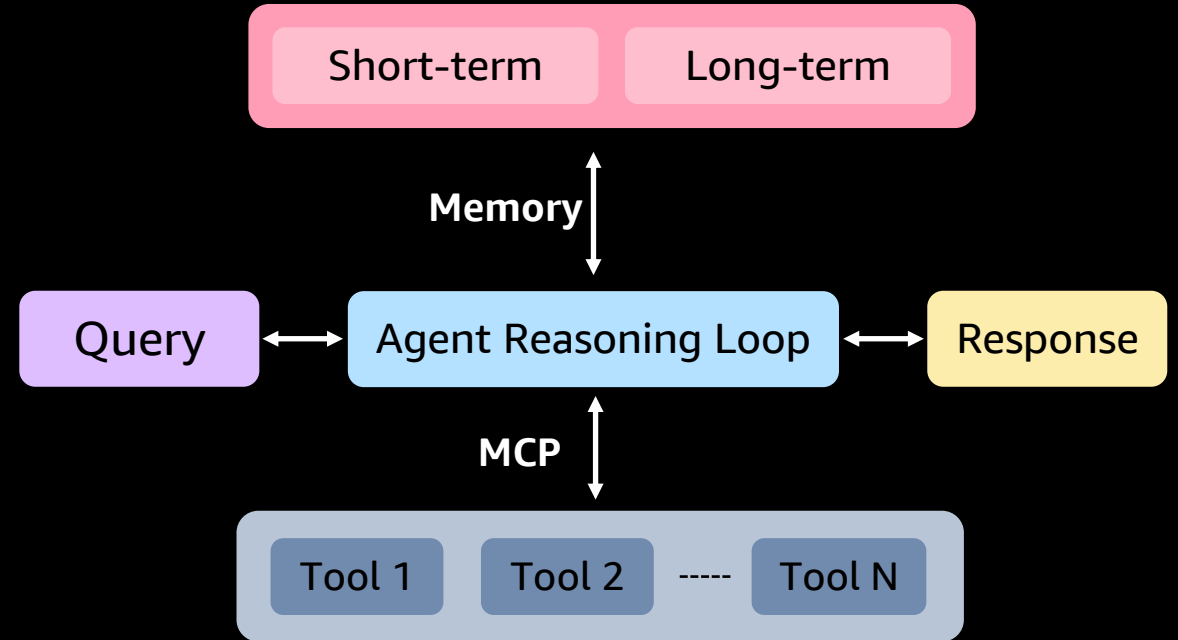 Short-term Long-term
Memory
Query Agent Reasoning Loop Response
MCP
Tool 1 Tool 2 ----- Tool N